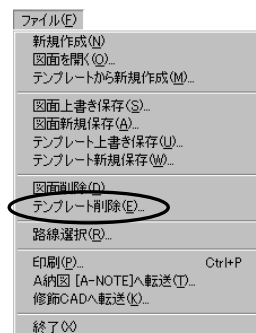 ファイル(F)
新規作成(N)
図面を開く(O)...
テンプレートから新規作成(M)...
図面上書き保存(S)...
図面新規保存(A)...
テンプレート上書き保存(U)...
テンプレート新規保存(W)...
図面削除(D)...
テンプレート削除(E)...
路線選択(R)...
印刷(P)... Ctrl+P
A納図 [A-NOTE]へ転送(T)...
修飾CADへ転送(K)...
終了(X)